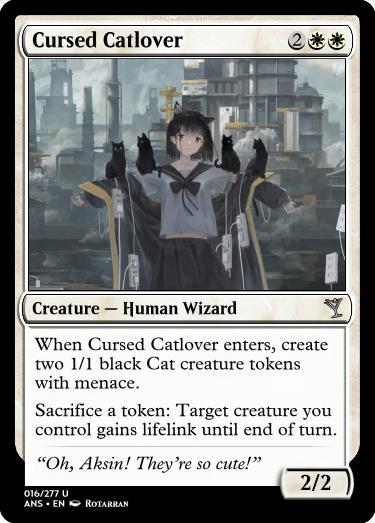 Cursed Catlover 2
Creature — Human Wizard
When Cursed Catlover enters, create
two 1/1 black Cat creature tokens
with menace.
Sacrifice a token: Target creature you
control gains lifelink until end of turn.
“Oh, Aksin! They’re so cute!”
2/2
016/277 U
ANS • EN Rotarran